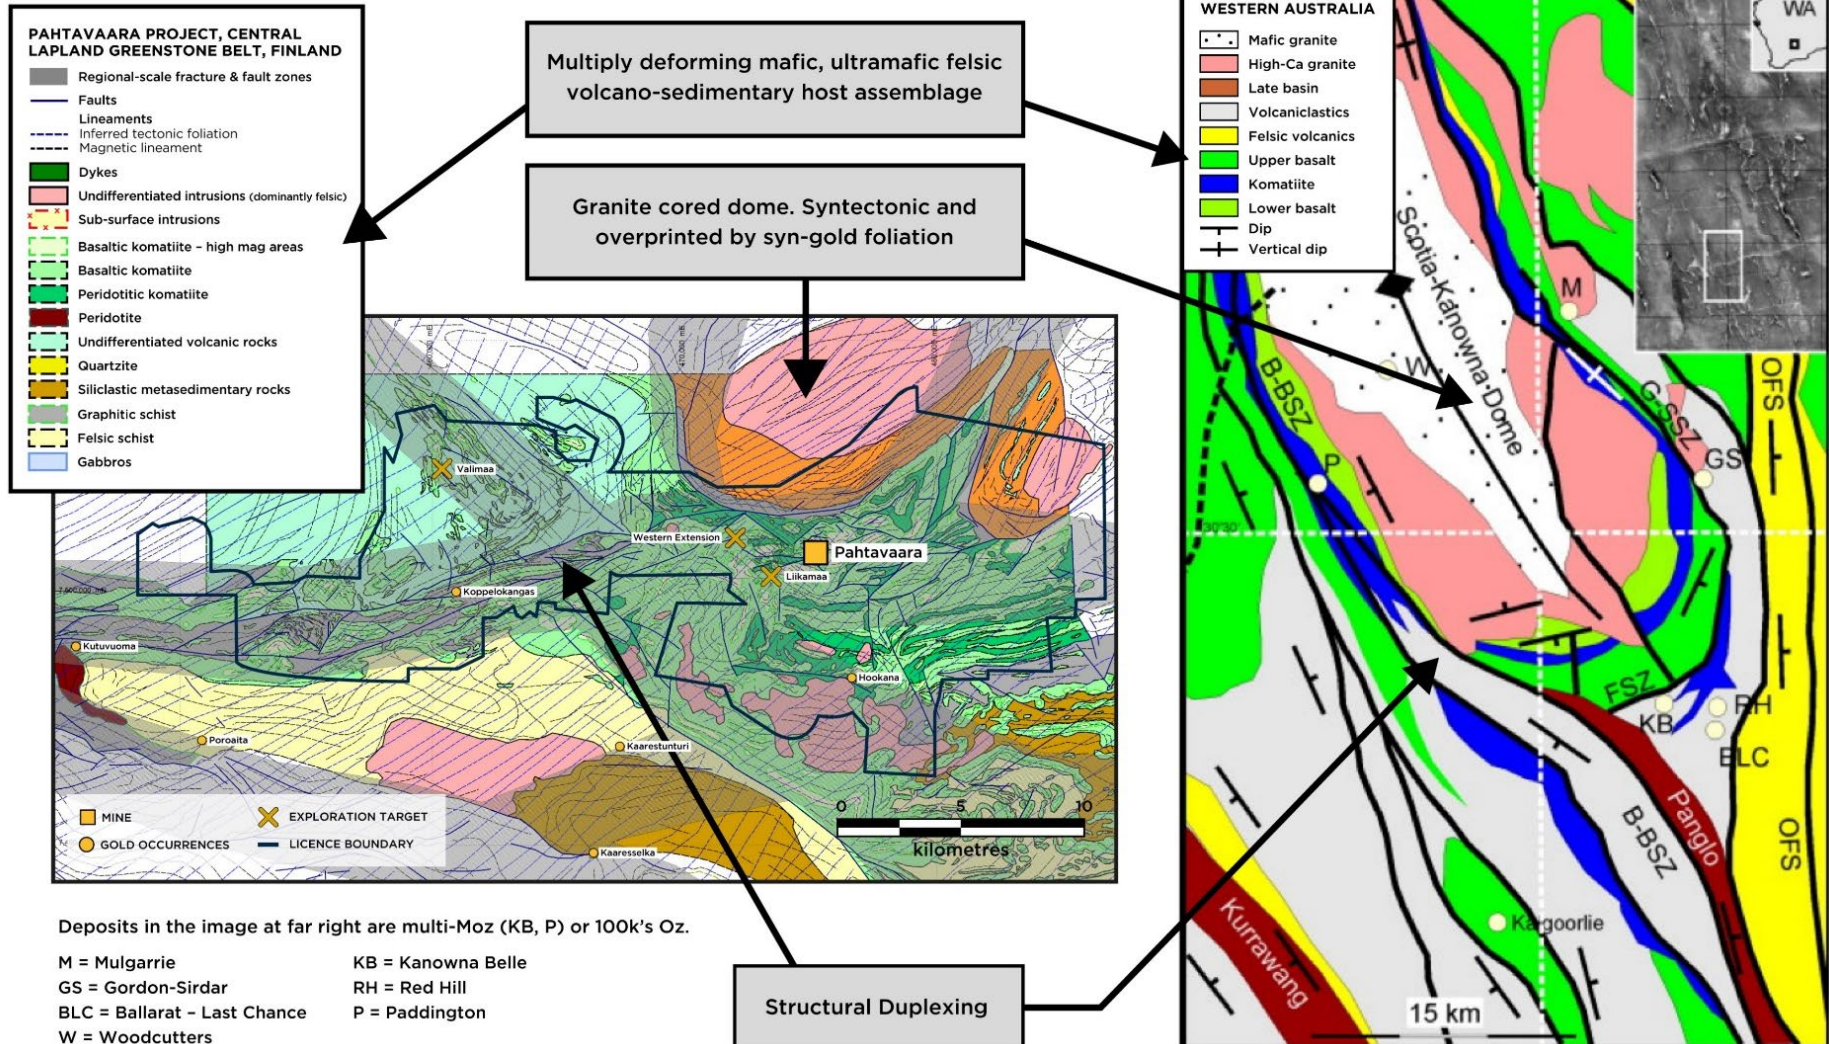 PAHTAVAARA PROJECT, CENTRAL
LAPLAND GREENSTONE BELT, FINLAND
Regional-scale fracture & fault zones
Faults
Lineaments
Inferred tectonic foliation
Magnetic lineament
Dykes
Undifferentiated intrusions (dominantly felsic)
Sub-surface intrusions
Basaltic komatiite – high mag areas
Basaltic komatiite
Peridotitic komatiite
Peridotite
Undifferentiated volcanic rocks
Quartzite
Siliclastic metasedimentary rocks
Graphitic schist
Felsic schist
Gabbros
Multiply deforming mafic, ultramafic felsic
volcano-sedimentary host assemblage
Granite cored dome. Syntectonic and
overprinted by syn-gold foliation
Structural Duplexing
Valimaa
Western Extension
Pahtavaara
Liikamaa
Koppelokangas
Kutuvuoma
Hookana
Poroaita
Kaarestunturi
Kaaresselka
MINE
EXPLORATION TARGET
GOLD OCCURRENCES
LICENCE BOUNDARY
0 5 10
kilometres
Deposits in the image at far right are multi-Moz (KB, P) or 100k's Oz.
M = Mulgarrie
GS = Gordon-Sirdar
BLC = Ballarat – Last Chance
W = Woodcutters
KB = Kanowna Belle
RH = Red Hill
P = Paddington
WESTERN AUSTRALIA
Mafic granite
High-Ca granite
Late basin
Volcaniclastics
Felsic volcanics
Upper basalt
Komatiite
Lower basalt
Dip
Vertical dip
WA
Scotia-Kanowna-Dome
M
W
B-BSZ
G-SSZ
OFS
P
GS
30°30'
FSZ
KB
RH
BLC
Panglo
B-BSZ
OFS
Kurrawang
Kalgoorlie
15 km